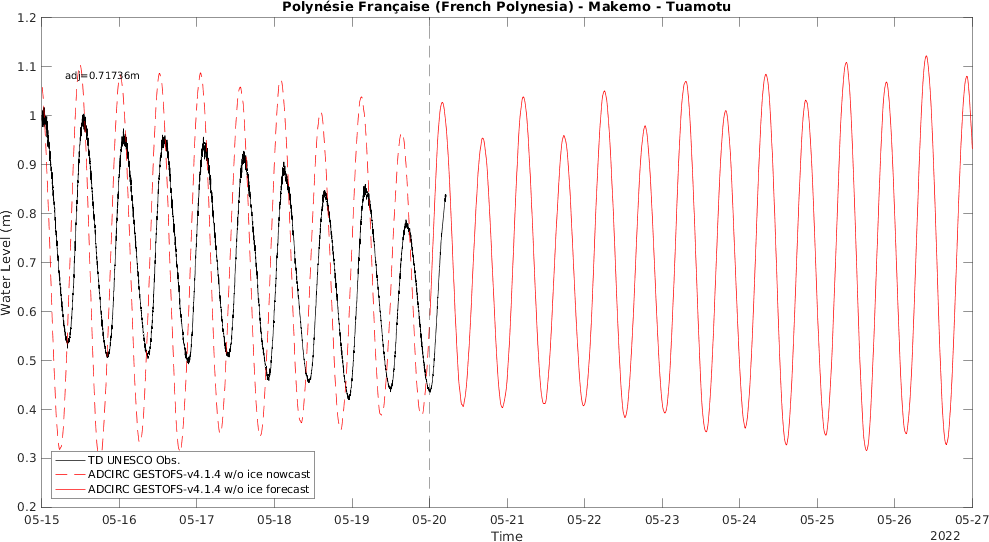 Polynésie Française (French Polynesia) - Makemo - Tuamotu
1.2
1.1
1
0.9
0.8
0.7
0.6
0.5
0.4
0.3
0.2
Water Level (m)
adj=0.71736m
TD UNESCO Obs.
ADCIRC GESTOFS-v4.1.4 w/o ice nowcast
ADCIRC GESTOFS-v4.1.4 w/o ice forecast
05-15 05-16 05-17 05-18 05-19 05-20 05-21 05-22 05-23 05-24 05-25 05-26 05-27
Time
2022